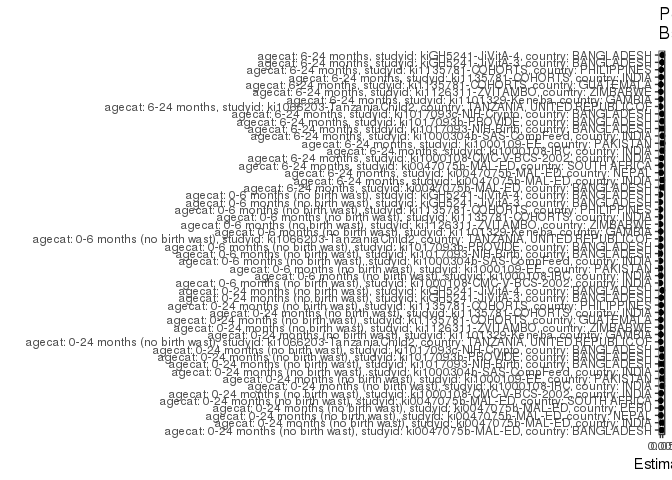 P
B
agecat: 6-24 months, studyid: kiGH5241-JiVitA-4, country: BANGLADESH
agecat: 6-24 months, studyid: kiGH5241-JiVitA-3, country: BANGLADESH
agecat: 6-24 months, studyid: ki1135781-COHORTS, country: PHILIPPINES
agecat: 6-24 months, studyid: ki1135781-COHORTS, country: INDIA
agecat: 6-24 months, studyid: ki1135781-COHORTS, country: GUATEMALA
agecat: 6-24 months, studyid: ki1126311-ZVITAMBO, country: ZIMBABWE
agecat: 6-24 months, studyid: ki1101329-Keneba, country: GAMBIA
agecat: 6-24 months, studyid: ki1066203-TanzaniaChild2, country: TANZANIA, UNITED REPUBLIC OF
agecat: 6-24 months, studyid: ki1017093c-NIH-Crypto, country: BANGLADESH
agecat: 6-24 months, studyid: ki1017093b-PROVIDE, country: BANGLADESH
agecat: 6-24 months, studyid: ki1017093-NIH-Birth, country: BANGLADESH
agecat: 6-24 months, studyid: ki1000304b-SAS-CompFeed, country: INDIA
agecat: 6-24 months, studyid: ki1000109-EE, country: PAKISTAN
agecat: 6-24 months, studyid: ki1000108-IRC, country: INDIA
agecat: 6-24 months, studyid: ki1000108-CMC-V-BCS-2002, country: INDIA
agecat: 6-24 months, studyid: ki0047075b-MAL-ED, country: SOUTH AFRICA
agecat: 6-24 months, studyid: ki0047075b-MAL-ED, country: NEPAL
agecat: 6-24 months, studyid: ki0047075b-MAL-ED, country: INDIA
agecat: 6-24 months, studyid: ki0047075b-MAL-ED, country: BANGLADESH
agecat: 0-6 months (no birth wast), studyid: kiGH5241-JiVitA-4, country: BANGLADESH
agecat: 0-6 months (no birth wast), studyid: kiGH5241-JiVitA-3, country: BANGLADESH
agecat: 0-6 months (no birth wast), studyid: ki1135781-COHORTS, country: PHILIPPINES
agecat: 0-6 months (no birth wast), studyid: ki1135781-COHORTS, country: INDIA
agecat: 0-6 months (no birth wast), studyid: ki1126311-ZVITAMBO, country: ZIMBABWE
agecat: 0-6 months (no birth wast), studyid: ki1101329-Keneba, country: GAMBIA
agecat: 0-6 months (no birth wast), studyid: ki1066203-TanzaniaChild2, country: TANZANIA, UNITED REPUBLIC OF
agecat: 0-6 months (no birth wast), studyid: ki1017093b-PROVIDE, country: BANGLADESH
agecat: 0-6 months (no birth wast), studyid: ki1017093-NIH-Birth, country: BANGLADESH
agecat: 0-6 months (no birth wast), studyid: ki1000304b-SAS-CompFeed, country: INDIA
agecat: 0-6 months (no birth wast), studyid: ki1000109-EE, country: PAKISTAN
agecat: 0-6 months (no birth wast), studyid: ki1000108-IRC, country: INDIA
agecat: 0-6 months (no birth wast), studyid: ki1000108-CMC-V-BCS-2002, country: INDIA
agecat: 0-24 months (no birth wast), studyid: kiGH5241-JiVitA-4, country: BANGLADESH
agecat: 0-24 months (no birth wast), studyid: kiGH5241-JiVitA-3, country: BANGLADESH
agecat: 0-24 months (no birth wast), studyid: ki1135781-COHORTS, country: PHILIPPINES
agecat: 0-24 months (no birth wast), studyid: ki1135781-COHORTS, country: INDIA
agecat: 0-24 months (no birth wast), studyid: ki1135781-COHORTS, country: GUATEMALA
agecat: 0-24 months (no birth wast), studyid: ki1126311-ZVITAMBO, country: ZIMBABWE
agecat: 0-24 months (no birth wast), studyid: ki1101329-Keneba, country: GAMBIA
agecat: 0-24 months (no birth wast), studyid: ki1066203-TanzaniaChild2, country: TANZANIA, UNITED REPUBLIC OF
agecat: 0-24 months (no birth wast), studyid: ki1017093c-NIH-Crypto, country: BANGLADESH
agecat: 0-24 months (no birth wast), studyid: ki1017093b-PROVIDE, country: BANGLADESH
agecat: 0-24 months (no birth wast), studyid: ki1017093-NIH-Birth, country: BANGLADESH
agecat: 0-24 months (no birth wast), studyid: ki1000304b-SAS-CompFeed, country: INDIA
agecat: 0-24 months (no birth wast), studyid: ki1000109-EE, country: PAKISTAN
agecat: 0-24 months (no birth wast), studyid: ki1000108-IRC, country: INDIA
agecat: 0-24 months (no birth wast), studyid: ki1000108-CMC-V-BCS-2002, country: INDIA
agecat: 0-24 months (no birth wast), studyid: ki0047075b-MAL-ED, country: SOUTH AFRICA
agecat: 0-24 months (no birth wast), studyid: ki0047075b-MAL-ED, country: PERU
agecat: 0-24 months (no birth wast), studyid: ki0047075b-MAL-ED, country: NEPAL
agecat: 0-24 months (no birth wast), studyid: ki0047075b-MAL-ED, country: INDIA
agecat: 0-24 months (no birth wast), studyid: ki0047075b-MAL-ED, country: BANGLADESH
Estima